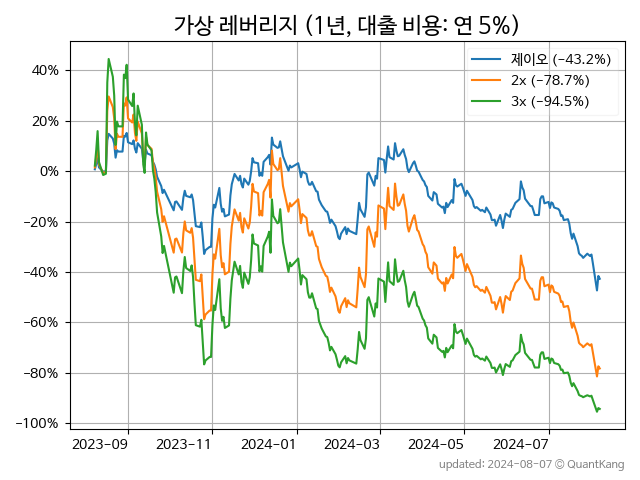 가상 레버리지 (1년, 대출 비용: 연 5%)
제이오 (−43.2%)
2x (−78.7%)
3x (−94.5%)
40%
20%
0%
−20%
−40%
−60%
−80%
−100%
2023-09 2023-11 2024-01 2024-03 2024-05 2024-07
updated: 2024-08-07 © QuantKang